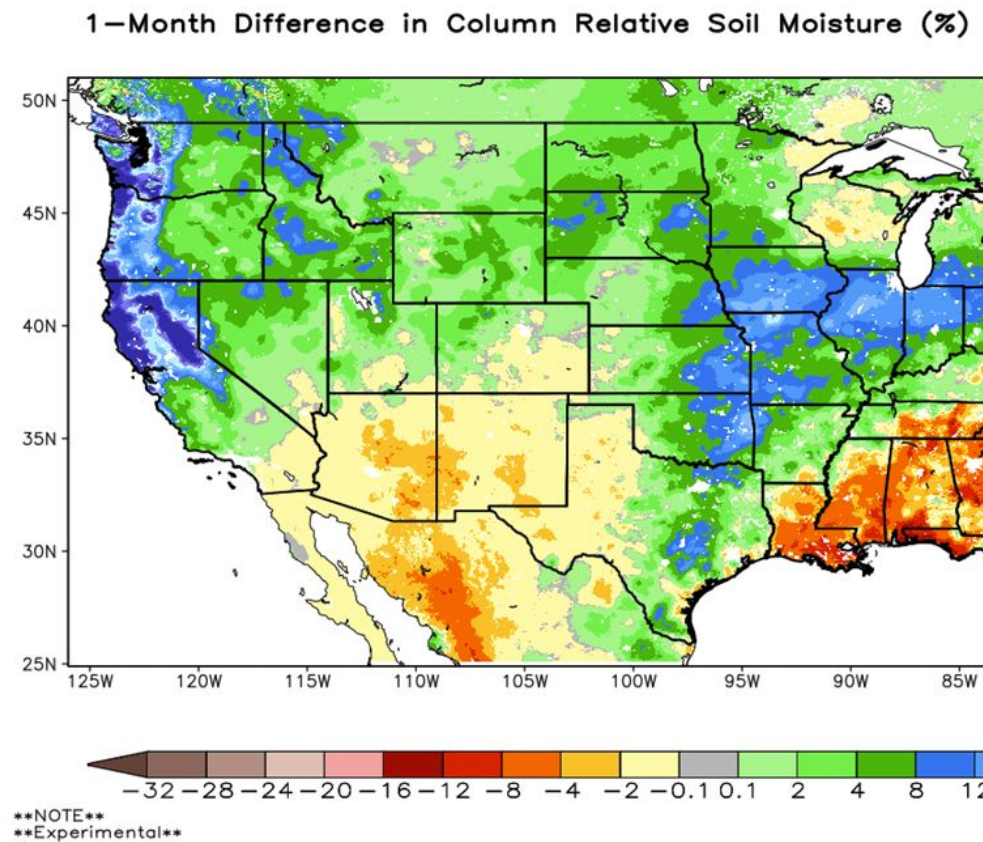 1-Month Difference in Column Relative Soil Moisture (%)
50N
45N
40N
35N
30N
25N
125W 120W 115W 110W 105W 100W 95W 90W 85W
-32 -28 -24 -20 -16 -12 -8 -4 -2 -0.1 0.1 2 4 8 12
**NOTE**
**Experimental**